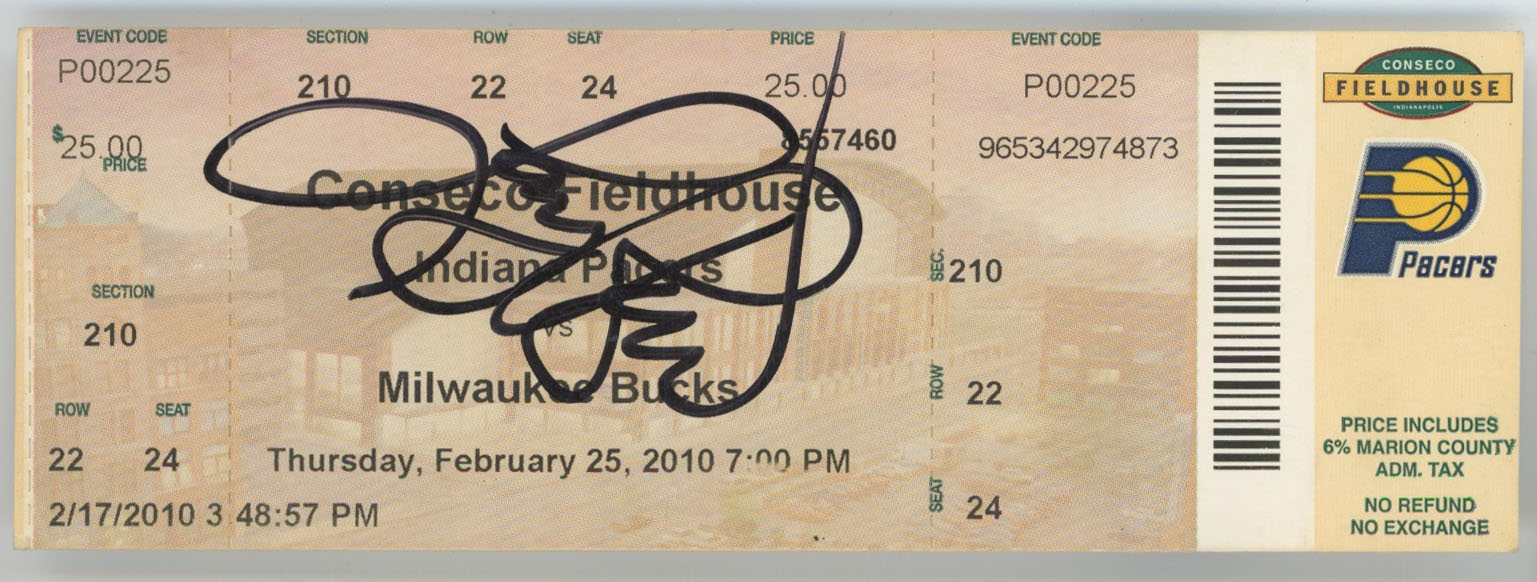 EVENT CODE SECTION ROW SEAT PRICE EVENT CODE
P00225 210 22 24 25.00 P00225
$25.00 8557460 965342974873
PRICE
Conseco Fieldhouse
Indiana Pacers
vs
Milwaukee Bucks
Thursday, February 25, 2010 7:00 PM
SECTION
210
ROW SEAT
22 24
2/17/2010 3 48:57 PM
SEC. 210
ROW 22
SEAT 24
CONSECO
FIELDHOUSE
INDIANAPOLIS
Pacers
PRICE INCLUDES
6% MARION COUNTY
ADM. TAX
NO REFUND
NO EXCHANGE